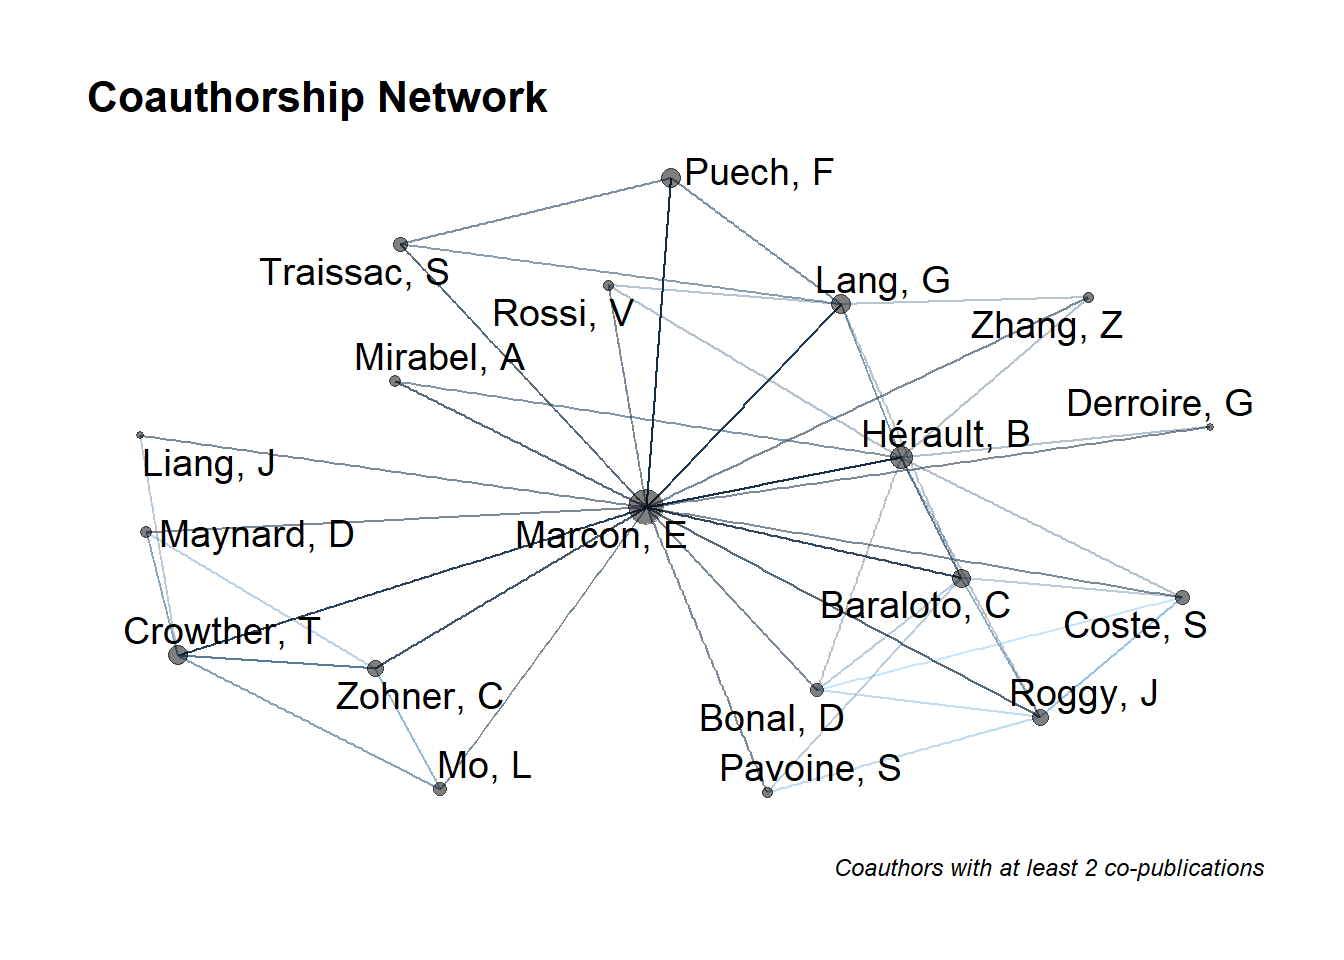 Coauthorship Network
Puech, F
Traissac, S
Lang, G
Rossi, V
Zhang, Z
Mirabel, A
Derroire, G
Hérault, B
Liang, J
Maynard, D
Marcon, E
Baraloto, C
Coste, S
Crowther, T
Zohner, C
Roggy, J
Bonal, D
Mo, L
Pavoine, S
Coauthors with at least 2 co-publications